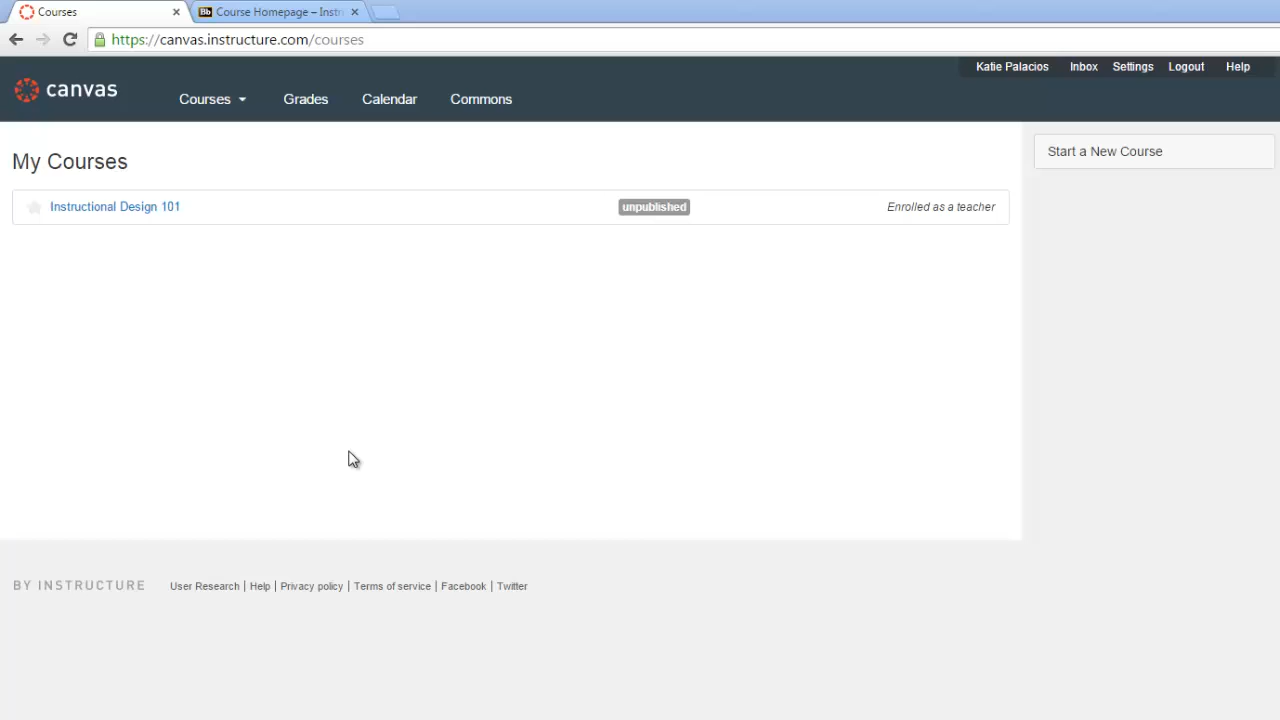 Courses
Bb Course Homepage – Instr
https://canvas.instructure.com/courses
Katie Palacios Inbox Settings Logout Help
canvas Courses Grades Calendar Commons
My Courses
Start a New Course
Instructional Design 101 unpublished Enrolled as a teacher
BY INSTRUCTURE User Research | Help | Privacy policy | Terms of service | Facebook | Twitter